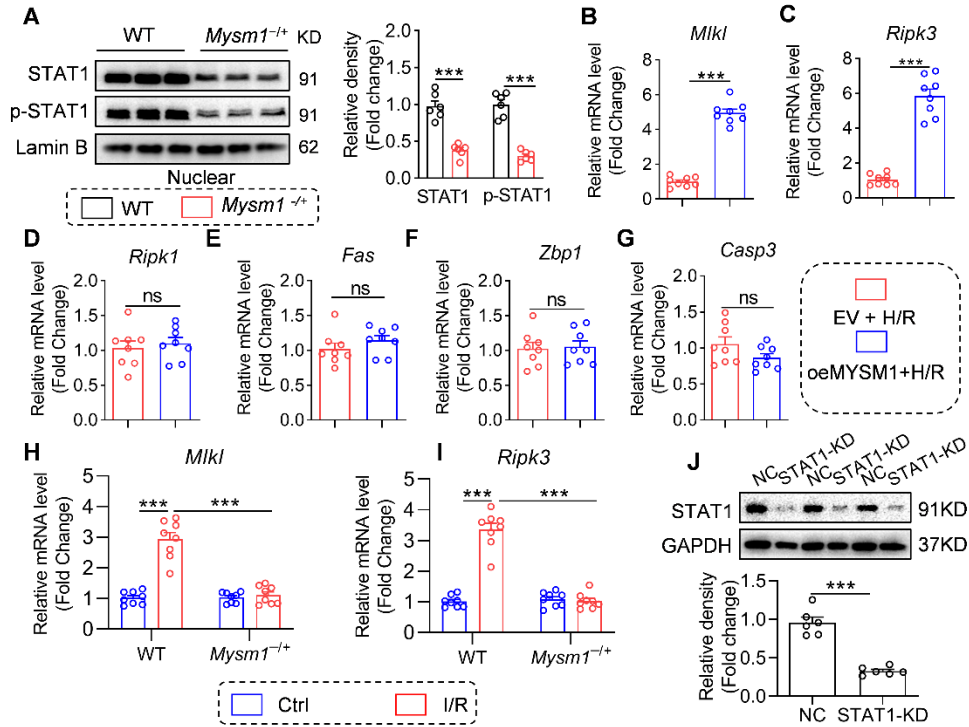 A
WT Mysm1⁻/⁺ KD
STAT1 91
p-STAT1 91
Lamin B 62
Nuclear
WT Mysm1 -/+
Relative density
(Fold change)
1.5
1.0
0.5
0.0
*** ***
STAT1 p-STAT1
B
Mlkl
Relative mRNA level
(Fold Change)
6
4
2
0
***
C
Ripk3
Relative mRNA level
(Fold Change)
8
6
4
2
0
***
D
Ripk1
Relative mRNA level
(Fold Change)
2.0
1.5
1.0
0.5
0.0
ns
E
Fas
Relative mRNA level
(Fold Change)
2.0
1.5
1.0
0.5
0.0
ns
F
Zbp1
Relative mRNA level
(Fold Change)
2.0
1.5
1.0
0.5
0.0
ns
G
Casp3
Relative mRNA level
(Fold Change)
2.0
1.5
1.0
0.5
0.0
ns
EV + H/R
oeMYSM1+H/R
H
Mlkl
Relative mRNA level
(Fold Change)
5
4
3
2
1
0
*** ***
WT Mysm1⁻/⁺
I
Ripk3
Relative mRNA level
(Fold Change)
5
4
3
2
1
0
*** ***
WT Mysm1⁻/⁺
Ctrl I/R
J
NC STAT1-KD NC STAT1-KD NC STAT1-KD
STAT1 91KD
GAPDH 37KD
Relative density
(Fold change)
1.5
1.0
0.5
0.0
***
NC STAT1-KD